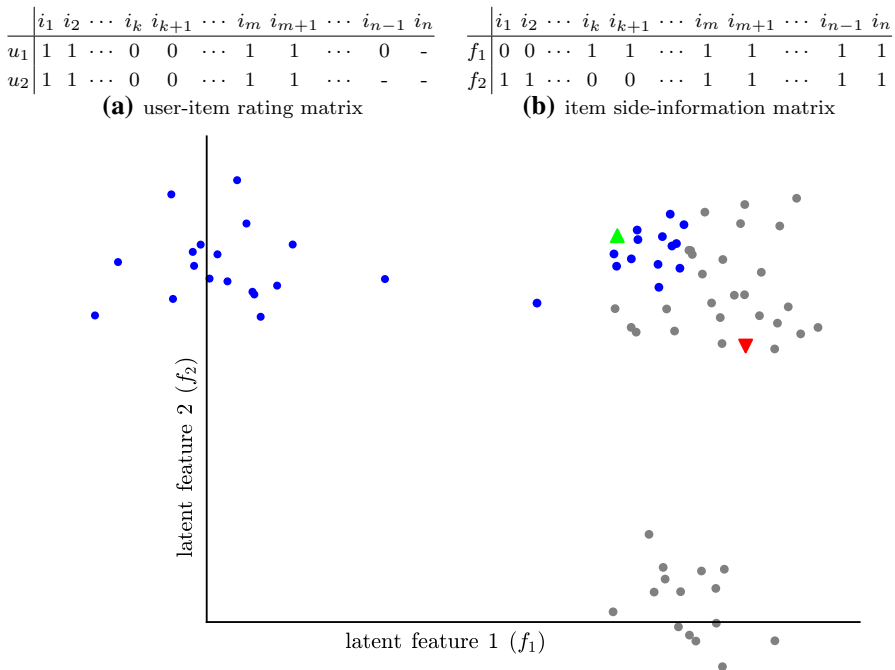 i1 i2 ··· ik ik+1 ··· im im+1 ··· in−1 in
u1 1 1 ··· 0 0 ··· 1 1 ··· 0 -
u2 1 1 ··· 0 0 ··· 1 1 ··· - -
(a) user-item rating matrix
i1 i2 ··· ik ik+1 ··· im im+1 ··· in−1 in
f1 0 0 ··· 1 1 ··· 1 1 ··· 1 1
f2 1 1 ··· 0 0 ··· 1 1 ··· 1 1
(b) item side-information matrix
latent feature 2 (f2)
latent feature 1 (f1)